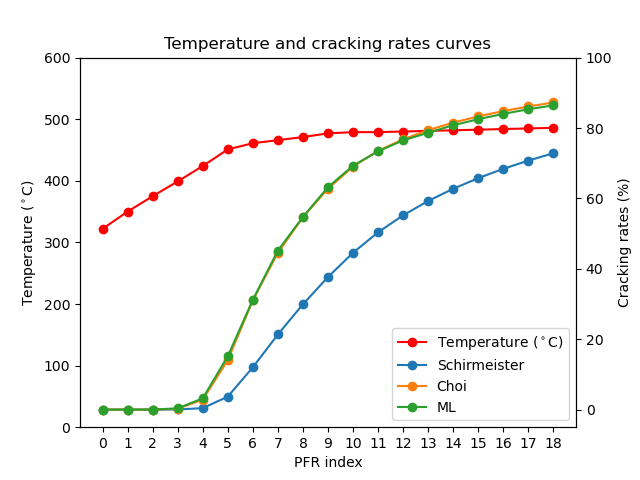 Temperature and cracking rates curves
600
500
400
300
200
100
0
Temperature (°C)
100
80
60
40
20
0
Cracking rates (%)
Temperature (°C)
Schirmeister
Choi
ML
0 1 2 3 4 5 6 7 8 9 10 11 12 13 14 15 16 17 18
PFR index